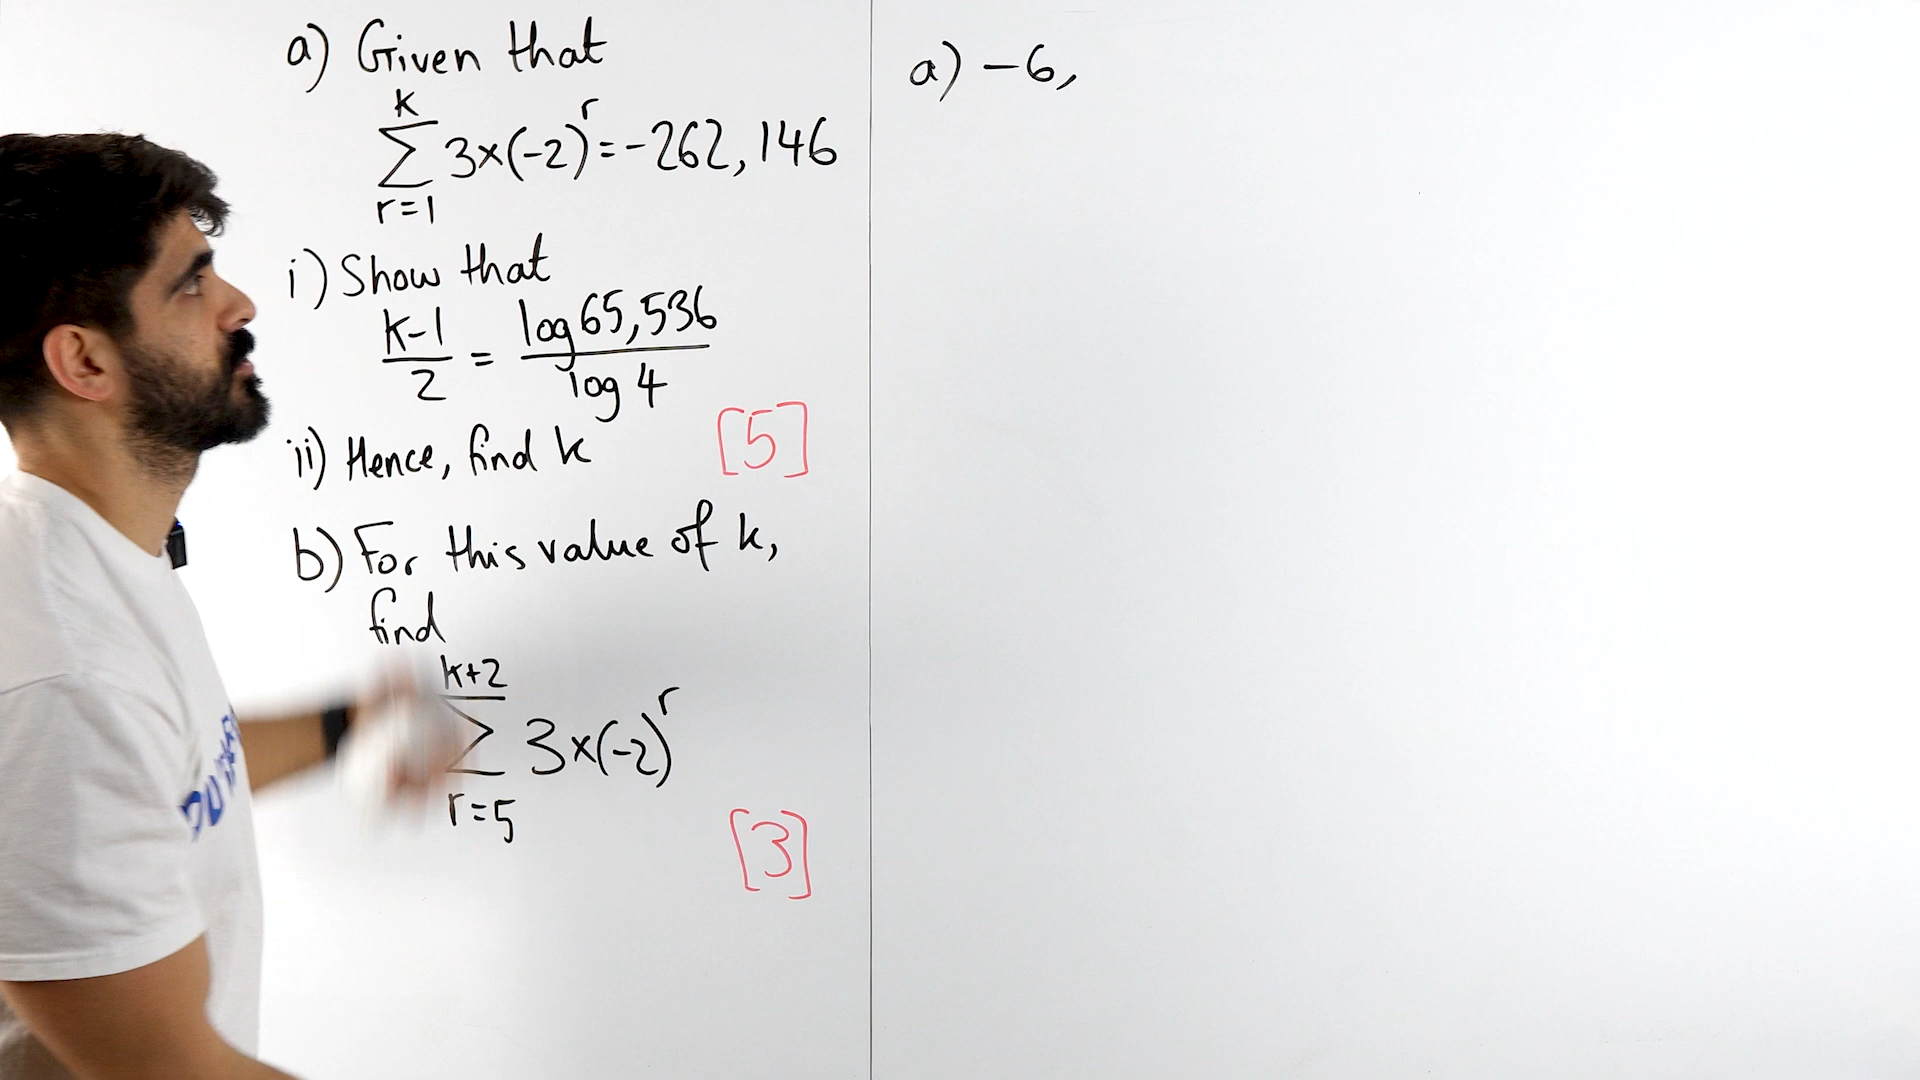 a) Given that
k
∑ 3×(-2)^r = -262,146
r=1
i) Show that
k-1/2 = log 65,536/log 4
ii) Hence, find k
[5]
b) For this value of k,
find
k+2
∑ 3×(-2)^r
r=5
[3]
a) -6,